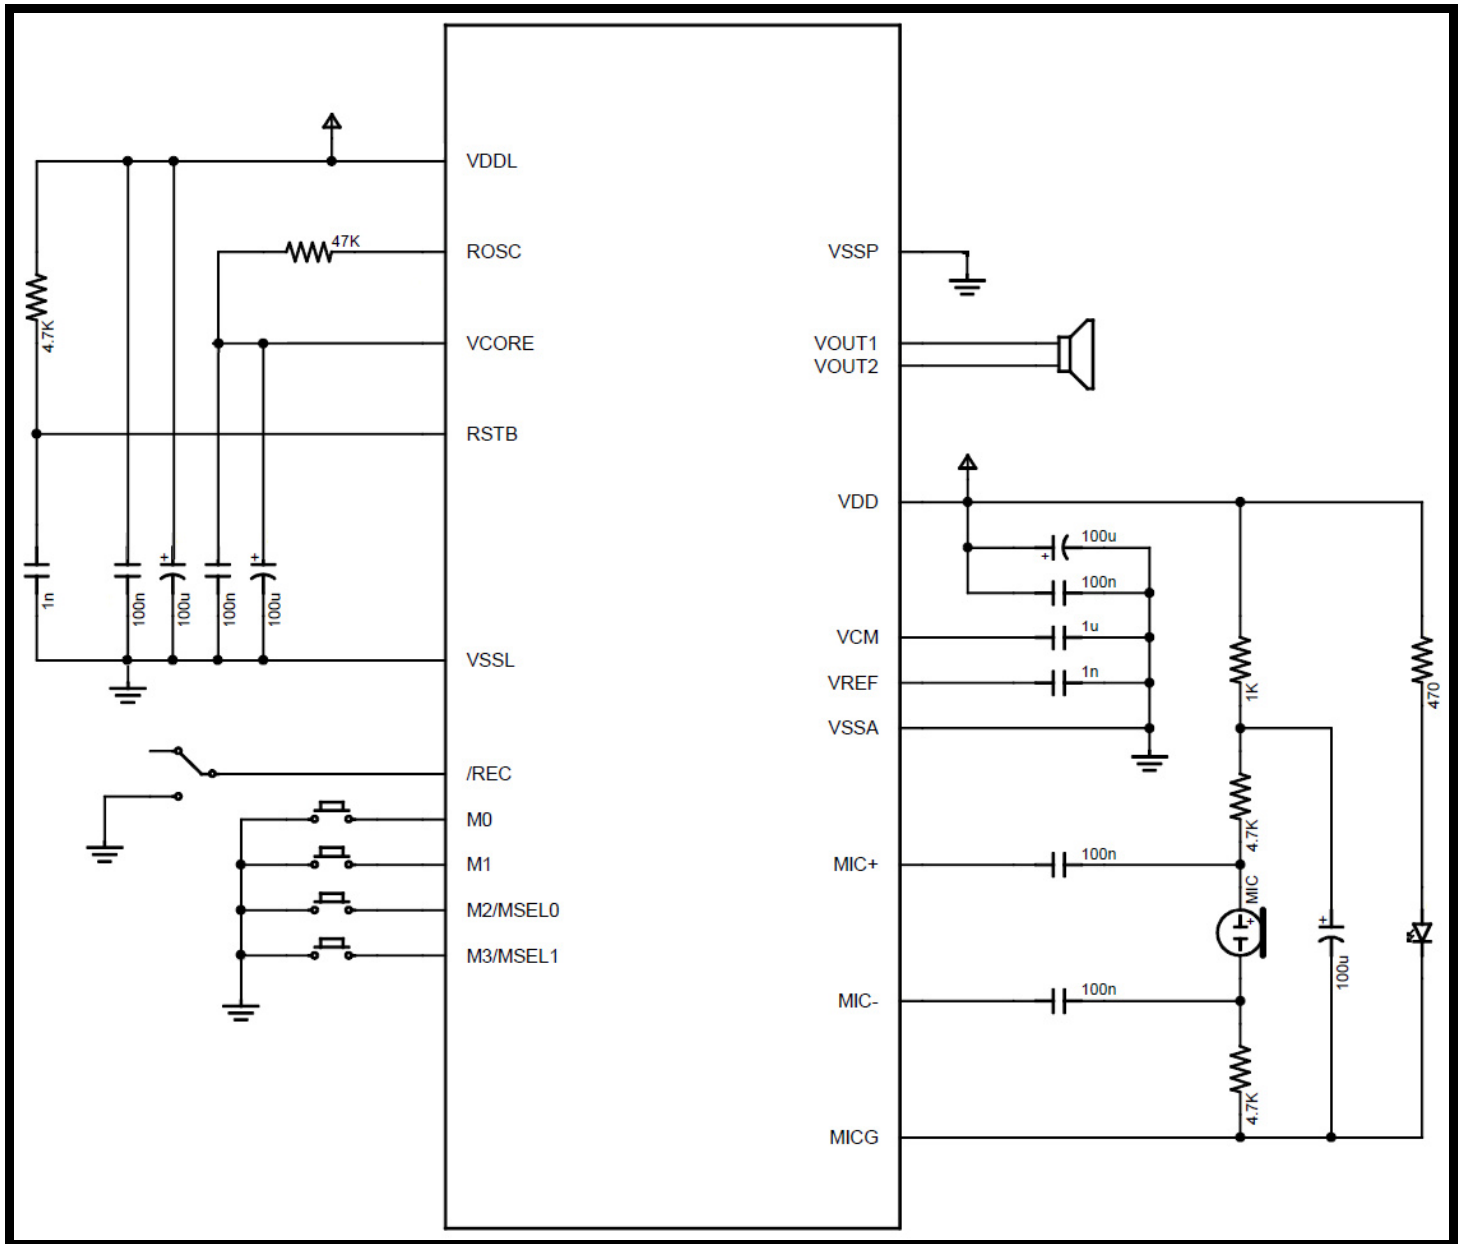 VDDL
47K
ROSC
VSSP
4.7K
VCORE
VOUT1
VOUT2
RSTB
VDD
+
+
100u
+
100n
1n
100n
100u
100n
100u
VCM
1u
VSSL
VREF
1n
1K
470
VSSA
/REC
M0
4.7K
M1
MIC+
100n
MIC
M2/MSEL0
+
+
M3/MSEL1
100u
MIC-
100n
4.7K
MICG